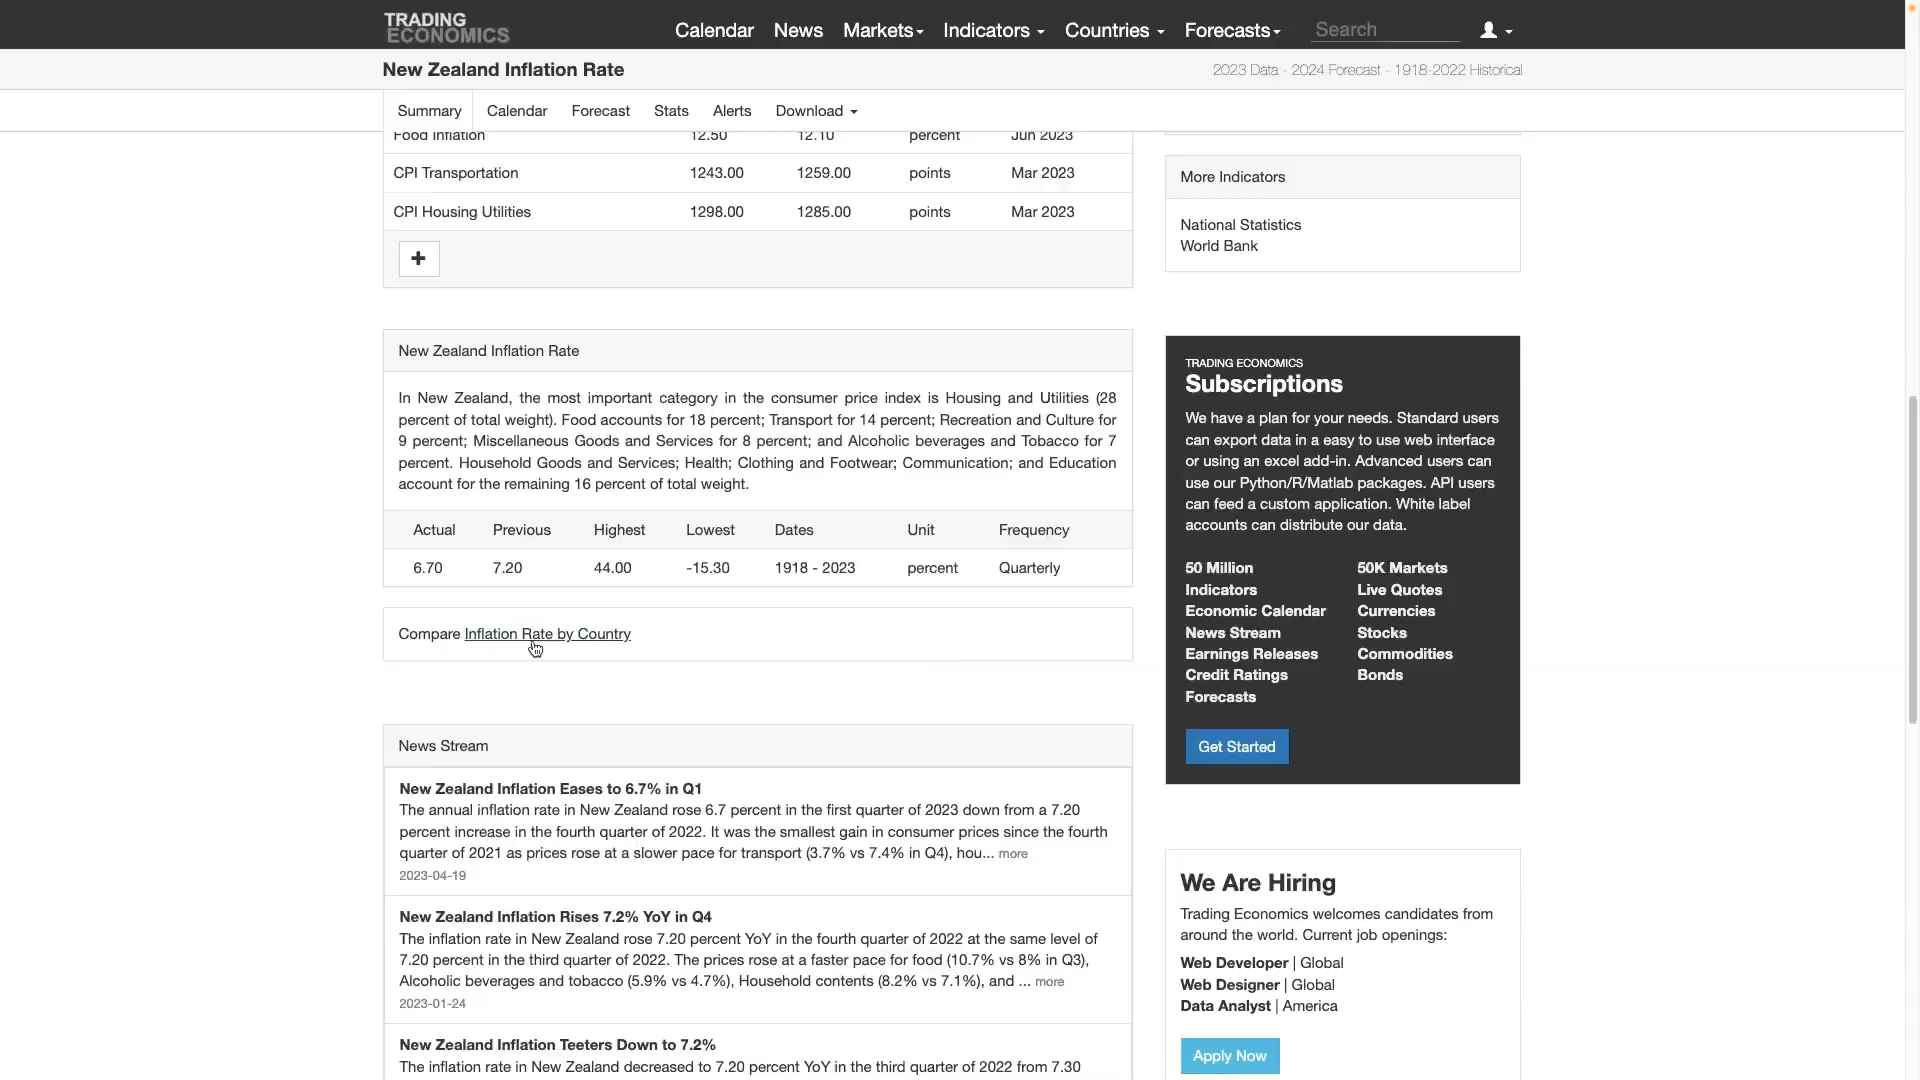 TRADING ECONOMICS
Calendar News Markets Indicators Countries Forecasts Search
New Zealand Inflation Rate
2023 Data - 2024 Forecast - 1918-2022 Historical
Summary Calendar Forecast Stats Alerts Download
Food Inflation 12.50 12.10 percent Jun 2023
CPI Transportation 1243.00 1259.00 points Mar 2023
CPI Housing Utilities 1298.00 1285.00 points Mar 2023
+
New Zealand Inflation Rate
In New Zealand, the most important category in the consumer price index is Housing and Utilities (28
percent of total weight). Food accounts for 18 percent; Transport for 14 percent; Recreation and Culture for
9 percent; Miscellaneous Goods and Services for 8 percent; and Alcoholic beverages and Tobacco for 7
percent. Household Goods and Services; Health; Clothing and Footwear; Communication; and Education
account for the remaining 16 percent of total weight.
Actual Previous Highest Lowest Dates Unit Frequency
6.70 7.20 44.00 -15.30 1918 - 2023 percent Quarterly
Compare Inflation Rate by Country
News Stream
New Zealand Inflation Eases to 6.7% in Q1
The annual inflation rate in New Zealand rose 6.7 percent in the first quarter of 2023 down from a 7.20
percent increase in the fourth quarter of 2022. It was the smallest gain in consumer prices since the fourth
quarter of 2021 as prices rose at a slower pace for transport (3.7% vs 7.4% in Q4), hou... more
2023-04-19
New Zealand Inflation Rises 7.2% YoY in Q4
The inflation rate in New Zealand rose 7.20 percent YoY in the fourth quarter of 2022 at the same level of
7.20 percent in the third quarter of 2022. The prices rose at a faster pace for food (10.7% vs 8% in Q3),
Alcoholic beverages and tobacco (5.9% vs 4.7%), Household contents (8.2% vs 7.1%), and ... more
2023-01-24
New Zealand Inflation Teeters Down to 7.2%
The inflation rate in New Zealand decreased to 7.20 percent YoY in the third quarter of 2022 from 7.30
More Indicators
National Statistics
World Bank
TRADING ECONOMICS
Subscriptions
We have a plan for your needs. Standard users
can export data in a easy to use web interface
or using an excel add-in. Advanced users can
use our Python/R/Matlab packages. API users
can feed a custom application. White label
accounts can distribute our data.
50 Million
Indicators
Economic Calendar
News Stream
Earnings Releases
Credit Ratings
Forecasts
50K Markets
Live Quotes
Currencies
Stocks
Commodities
Bonds
Get Started
We Are Hiring
Trading Economics welcomes candidates from
around the world. Current job openings:
Web Developer | Global
Web Designer | Global
Data Analyst | America
Apply Now